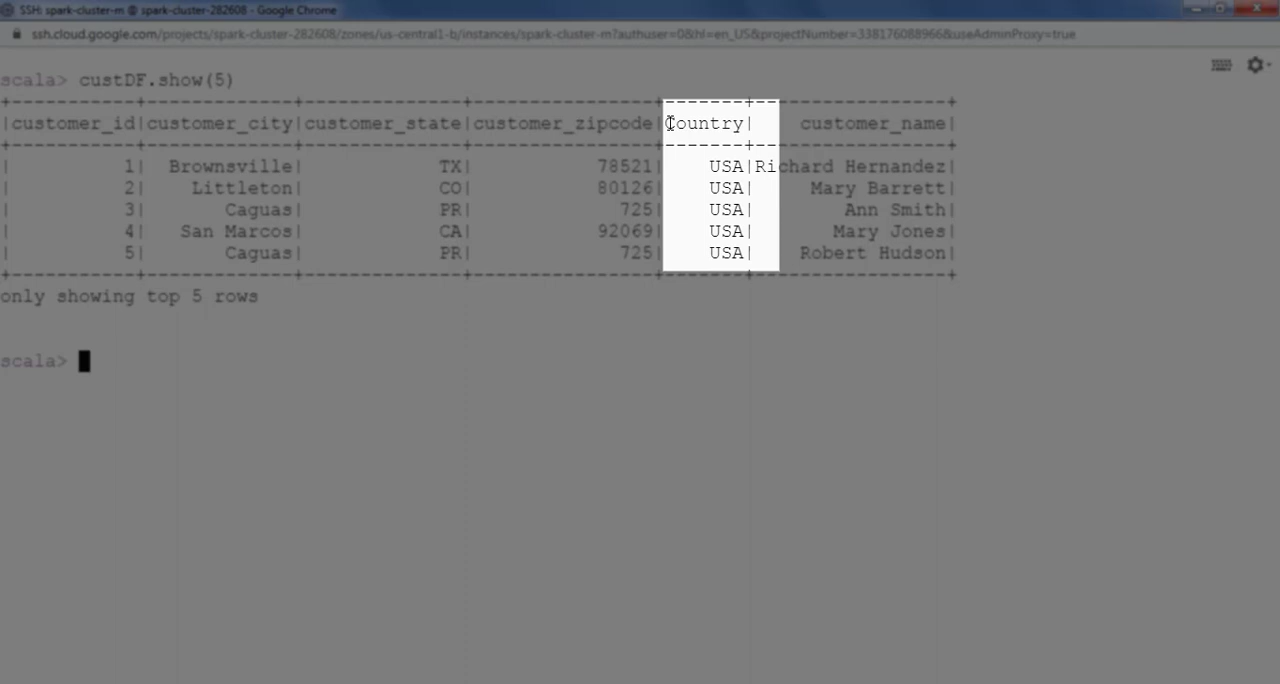 SSH: spark-cluster-m @ spark-cluster-282608 - Google Chrome
ssh.cloud.google.com/projects/spark-cluster-282608/zones/us-central1-b/instances/spark-cluster-m?authuser=0&hl=en_US&projectNumber=338176088966&useAdminProxy=true
scala> custDF.show(5)
+-----------+-------------+--------------+----------------+-------+-----------------+
|customer_id|customer_city|customer_state|customer_zipcode|Country|    customer_name|
+-----------+-------------+--------------+----------------+-------+-----------------+
|          1|  Brownsville|            TX|           78521|    USA|Richard Hernandez|
|          2|    Littleton|            CO|           80126|    USA|     Mary Barrett|
|          3|       Caguas|            PR|             725|    USA|        Ann Smith|
|          4|   San Marcos|            CA|           92069|    USA|       Mary Jones|
|          5|       Caguas|            PR|             725|    USA|    Robert Hudson|
+-----------+-------------+--------------+----------------+-------+-----------------+
only showing top 5 rows
scala>